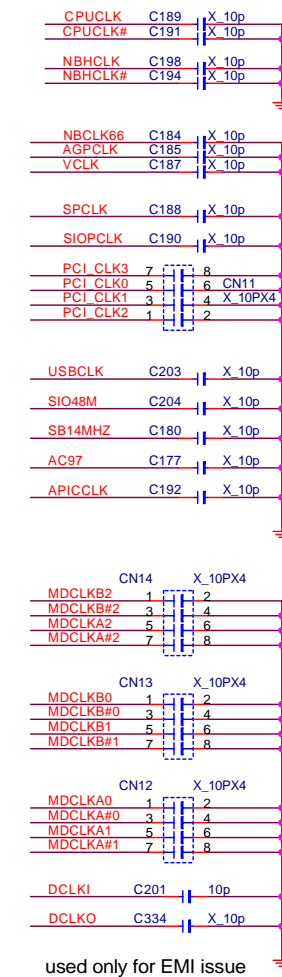 CPUCLK C189 X_10p
CPUCLK# C191 X_10p
NBHCLK C198 X_10p
NBHCLK# C194 X_10p
NBCLK66 C184 X_10p
AGPCLK C185 X_10p
VCLK C187 X_10p
SPCLK C188 X_10p
SIOPCLK C190 X_10p
PCI_CLK3 7 8
PCI_CLK0 5 6 CN11
PCI_CLK1 3 4 X_10PX4
PCI_CLK2 1 2
USBCLK C203 X_10p
SIO48M C204 X_10p
SB14MHZ C180 X_10p
AC97 C177 X_10p
APICCLK C192 X_10p
CN14 X_10PX4
MDCLKB2 1 2
MDCLKB#2 3 4
MDCLKA2 5 6
MDCLKA#2 7 8
CN13 X_10PX4
MDCLKB0 1 2
MDCLKB#0 3 4
MDCLKB1 5 6
MDCLKB#1 7 8
CN12 X_10PX4
MDCLKA0 1 2
MDCLKA#0 3 4
MDCLKA1 5 6
MDCLKA#1 7 8
DCLKI C201 10p
DCLKO C334 X_10p
used only for EMI issue